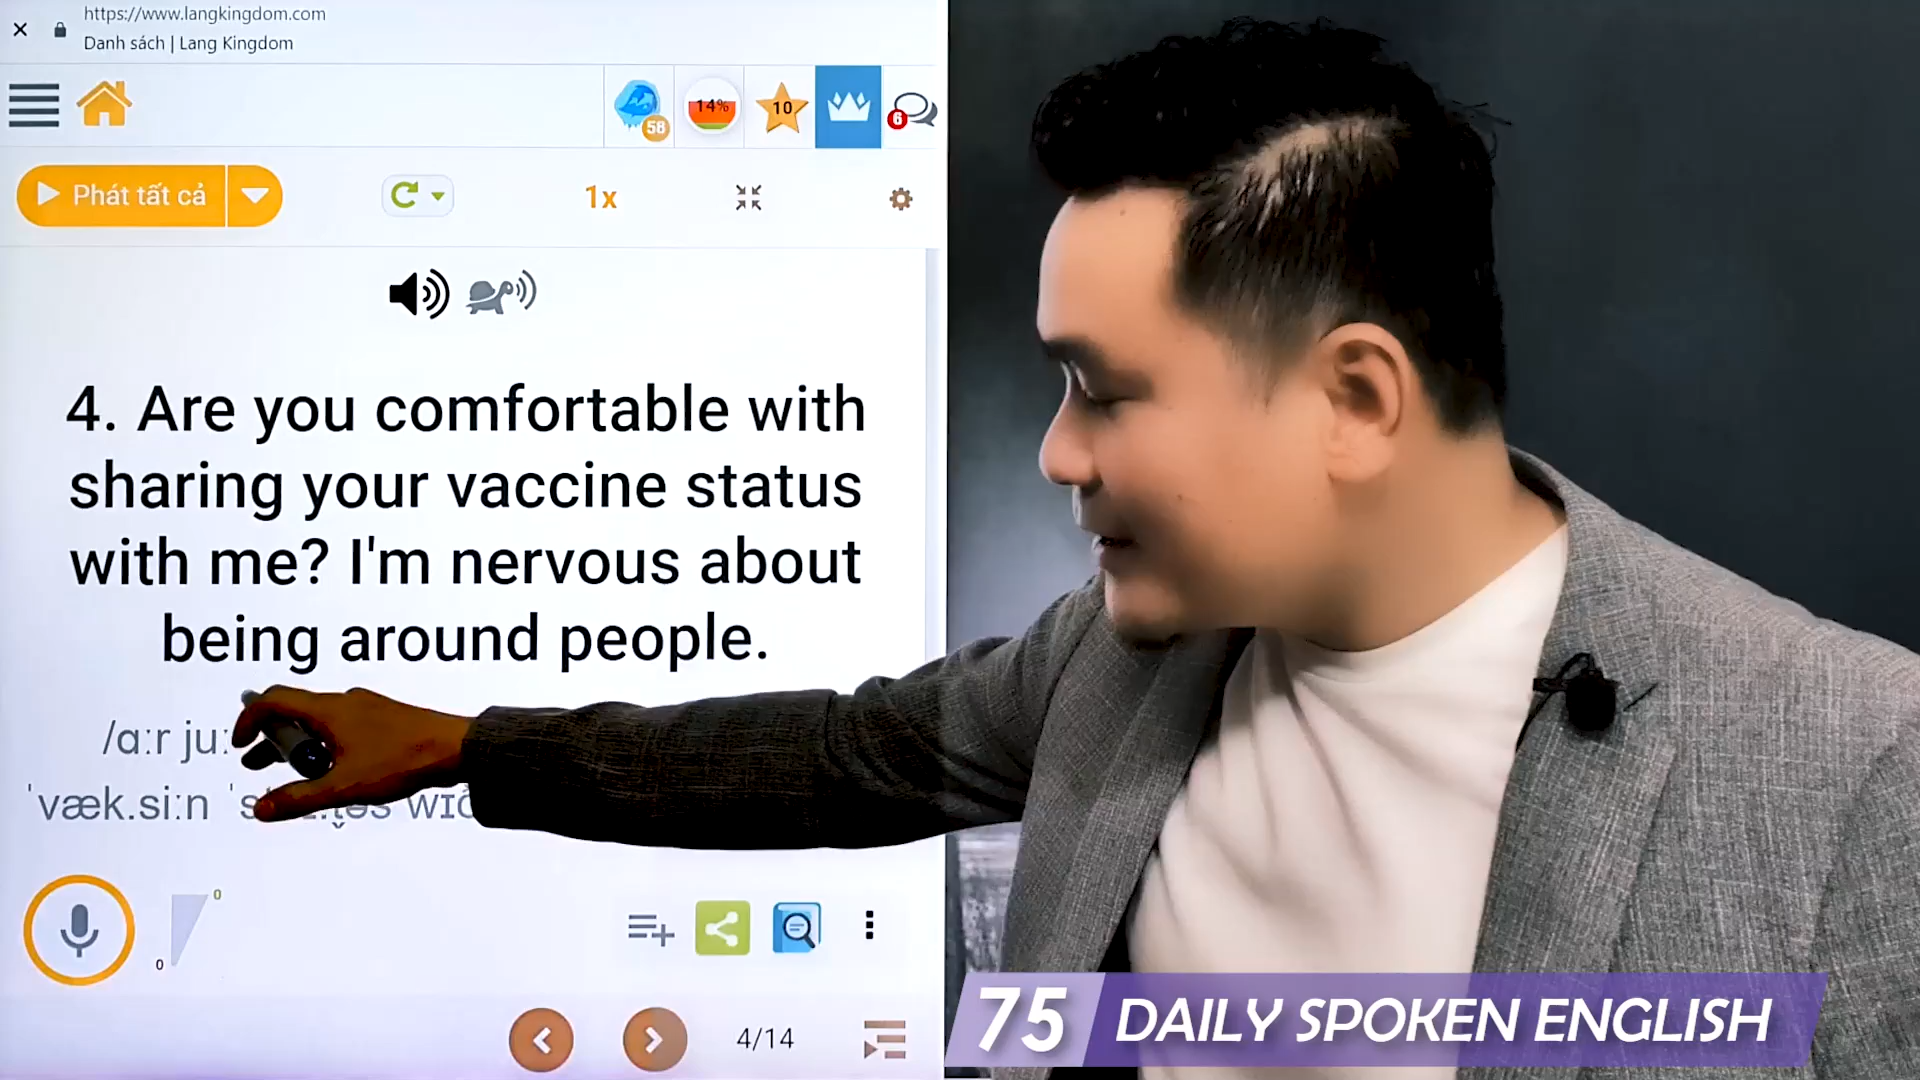 https://www.langkingdom.com
Danh sách | Lang Kingdom
58
14%
10
6
Phát tất cả
1x
4. Are you comfortable with
sharing your vaccine status
with me? I'm nervous about
being around people.
/ɑːr juː
ˈvæk.siːn
0
0
4/14
75 DAILY SPOKEN ENGLISH